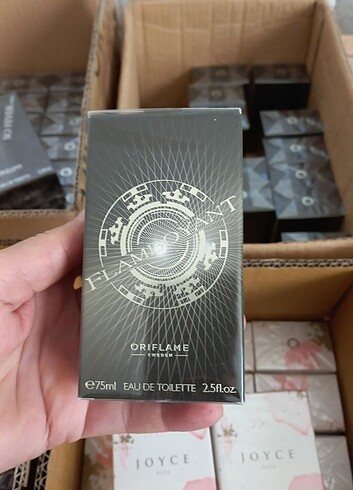 FLAMBOYANT
ORIFLAME
SWEDEN
℮75ml EAU DE TOILETTE 2.5fl.oz.
JOYCE
JOYCE